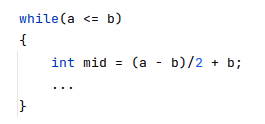 while(a <= b)
{
int mid = (a - b)/2 + b;
...
}